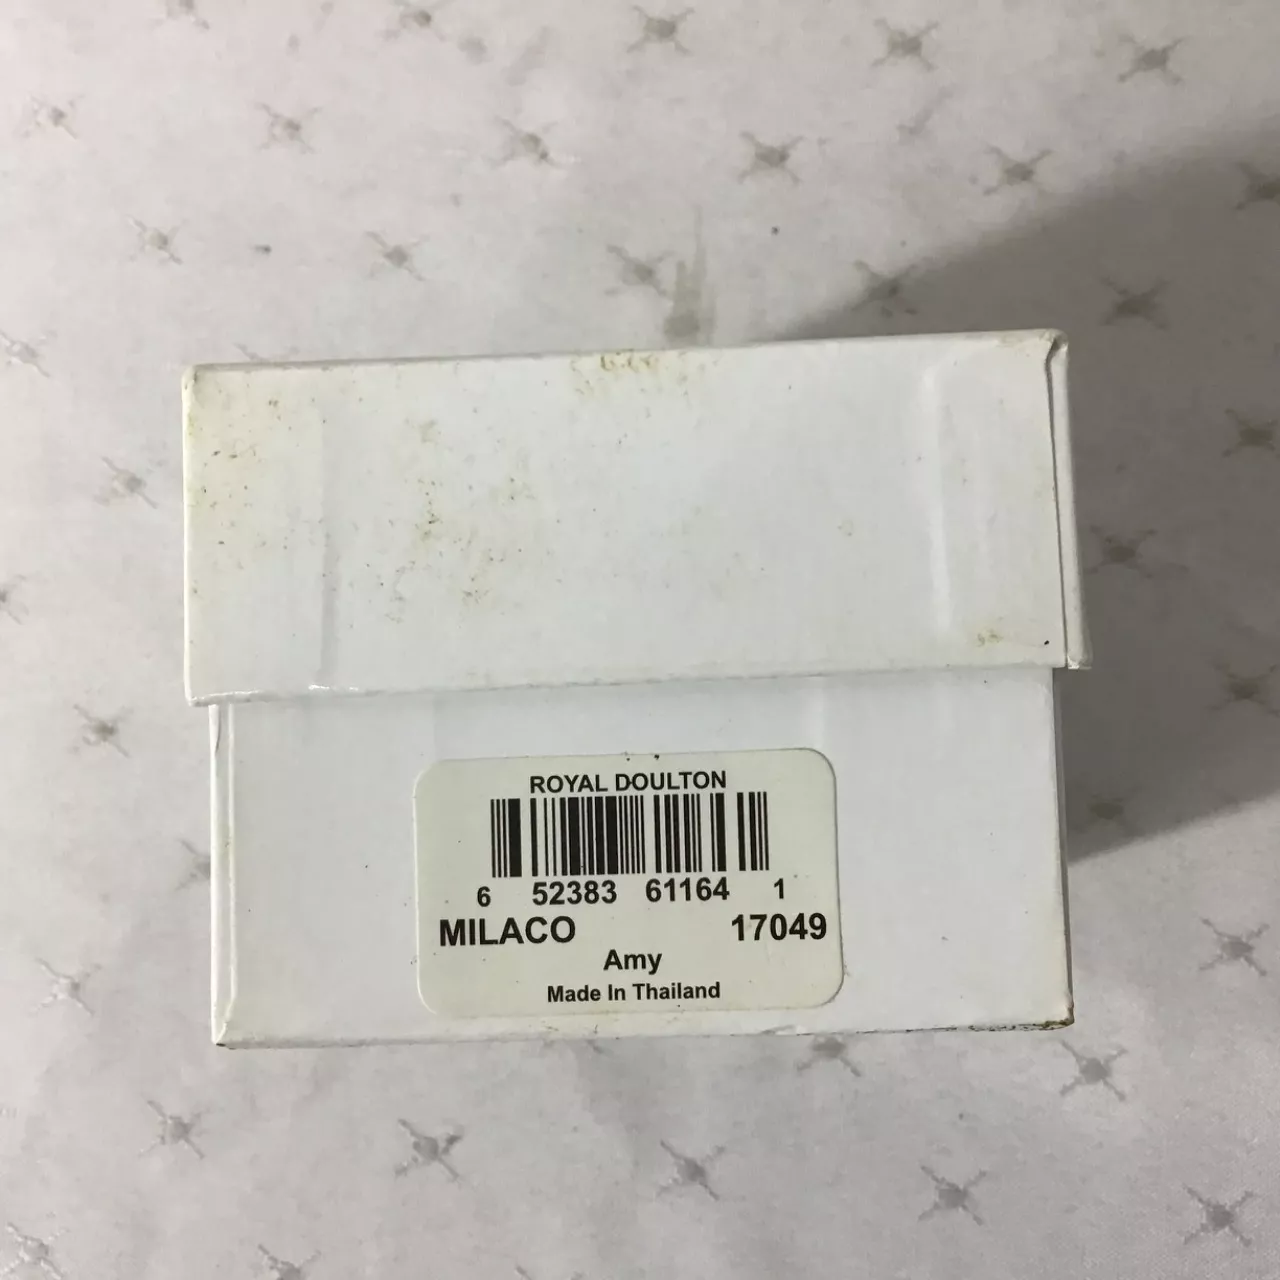 ROYAL DOULTON
6 52383 61164 1
MILACO 17049
Amy
Made In Thailand